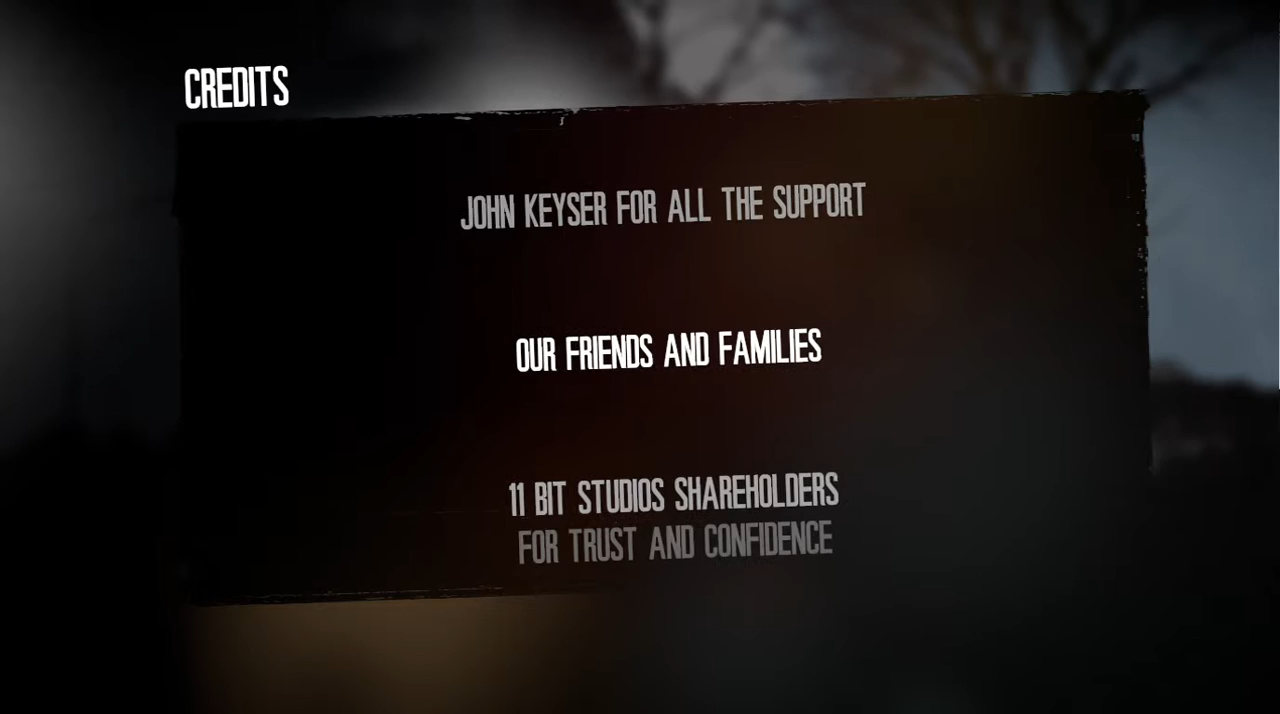 CREDITS
JOHN KEYSER FOR ALL THE SUPPORT
OUR FRIENDS AND FAMILIES
11 BIT STUDIOS SHAREHOLDERS
FOR TRUST AND CONFIDENCE